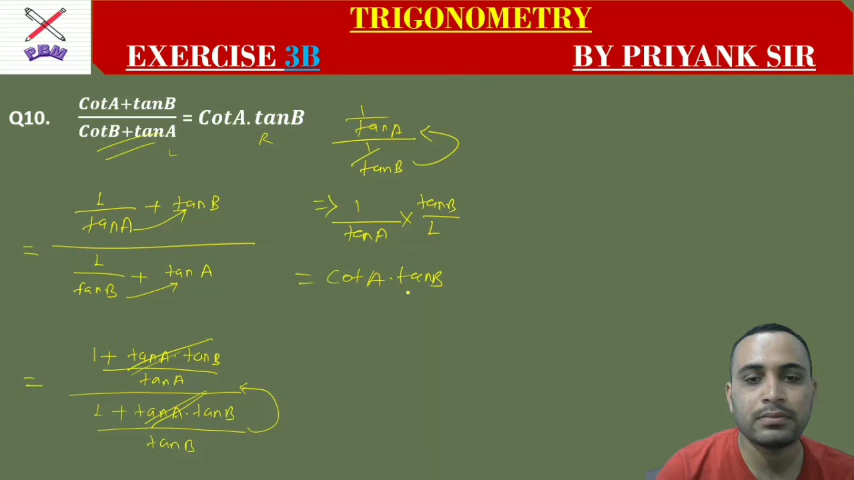 PBM
TRIGONOMETRY
EXERCISE 3B
BY PRIYANK SIR
Q10. (CotA+tanB)/(CotB+tanA) = CotA.tanB
L
R
= (1/tanA + tanB)/(1/tanB + tanA)
= ((1 + tanA·tanB)/tanA)/((1 + tanA·tanB)/tanB)
(1/tanA)/(1/tanB)
=> 1/tanA × tanB/1
= CotA·tanB